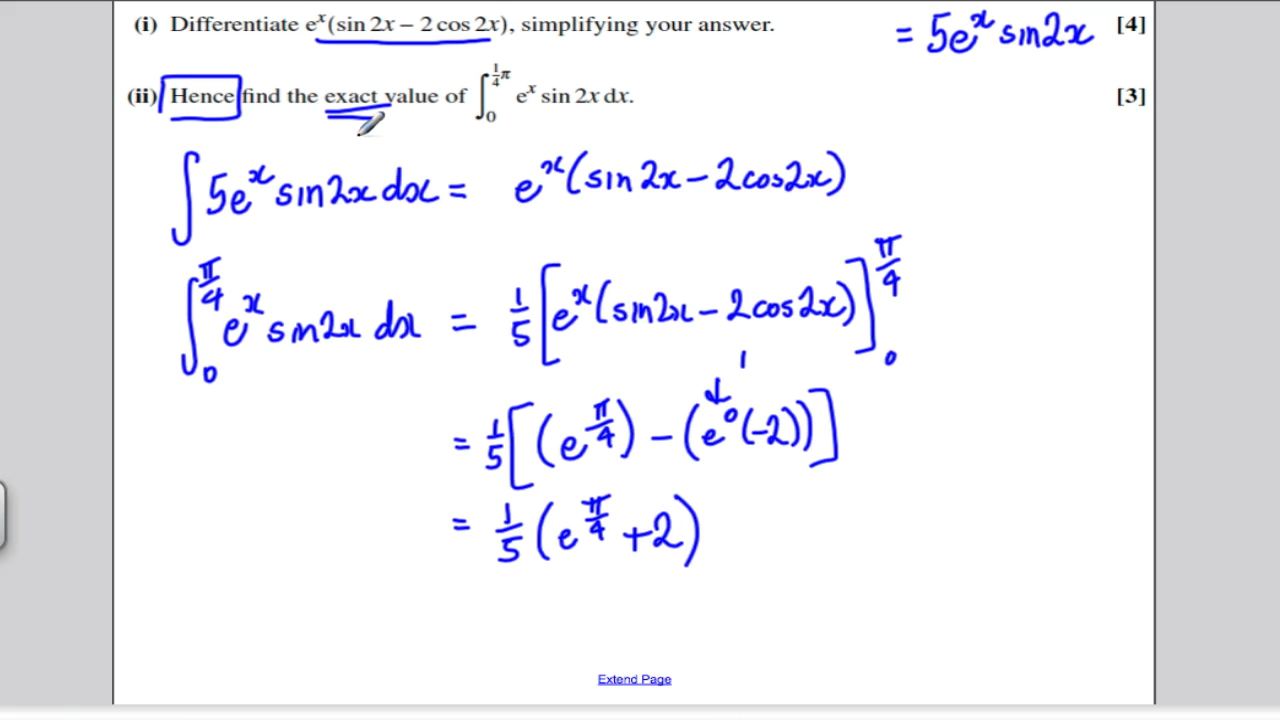 (i) Differentiate eˣ(sin 2x – 2 cos 2x), simplifying your answer. = 5eˣ sin2x [4]
(ii) Hence find the exact value of ∫₀^{¼π} eˣ sin 2x dx. [3]
∫ 5eˣ sin2x dx = eˣ(sin2x – 2cos2x)
∫₀^{π/4} eˣ sin2x dx = 1/5 [eˣ(sin2x – 2cos2x)]₀^{π/4}
1
= 1/5 [(e^{π/4}) – (e⁰(-2))]
= 1/5 (e^{π/4} + 2)
Extend Page